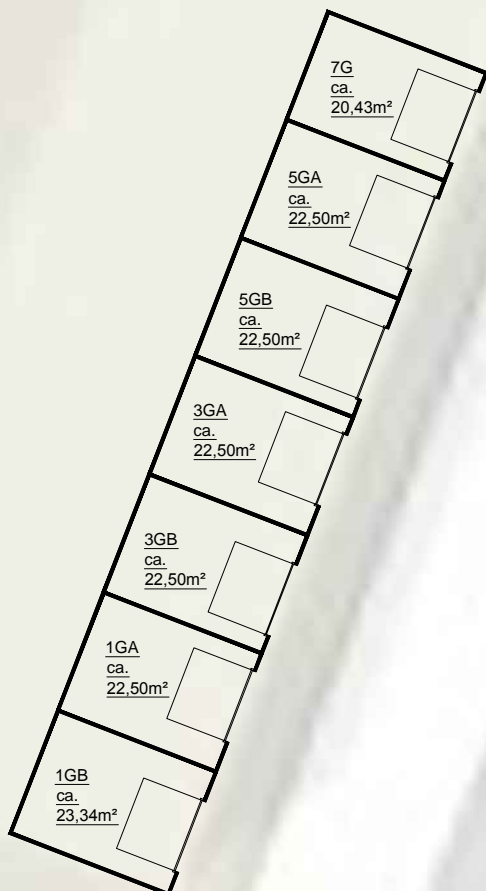 7G
ca.
20,43m²
5GA
ca.
22,50m²
5GB
ca.
22,50m²
3GA
ca.
22,50m²
3GB
ca.
22,50m²
1GA
ca.
22,50m²
1GB
ca.
23,34m²